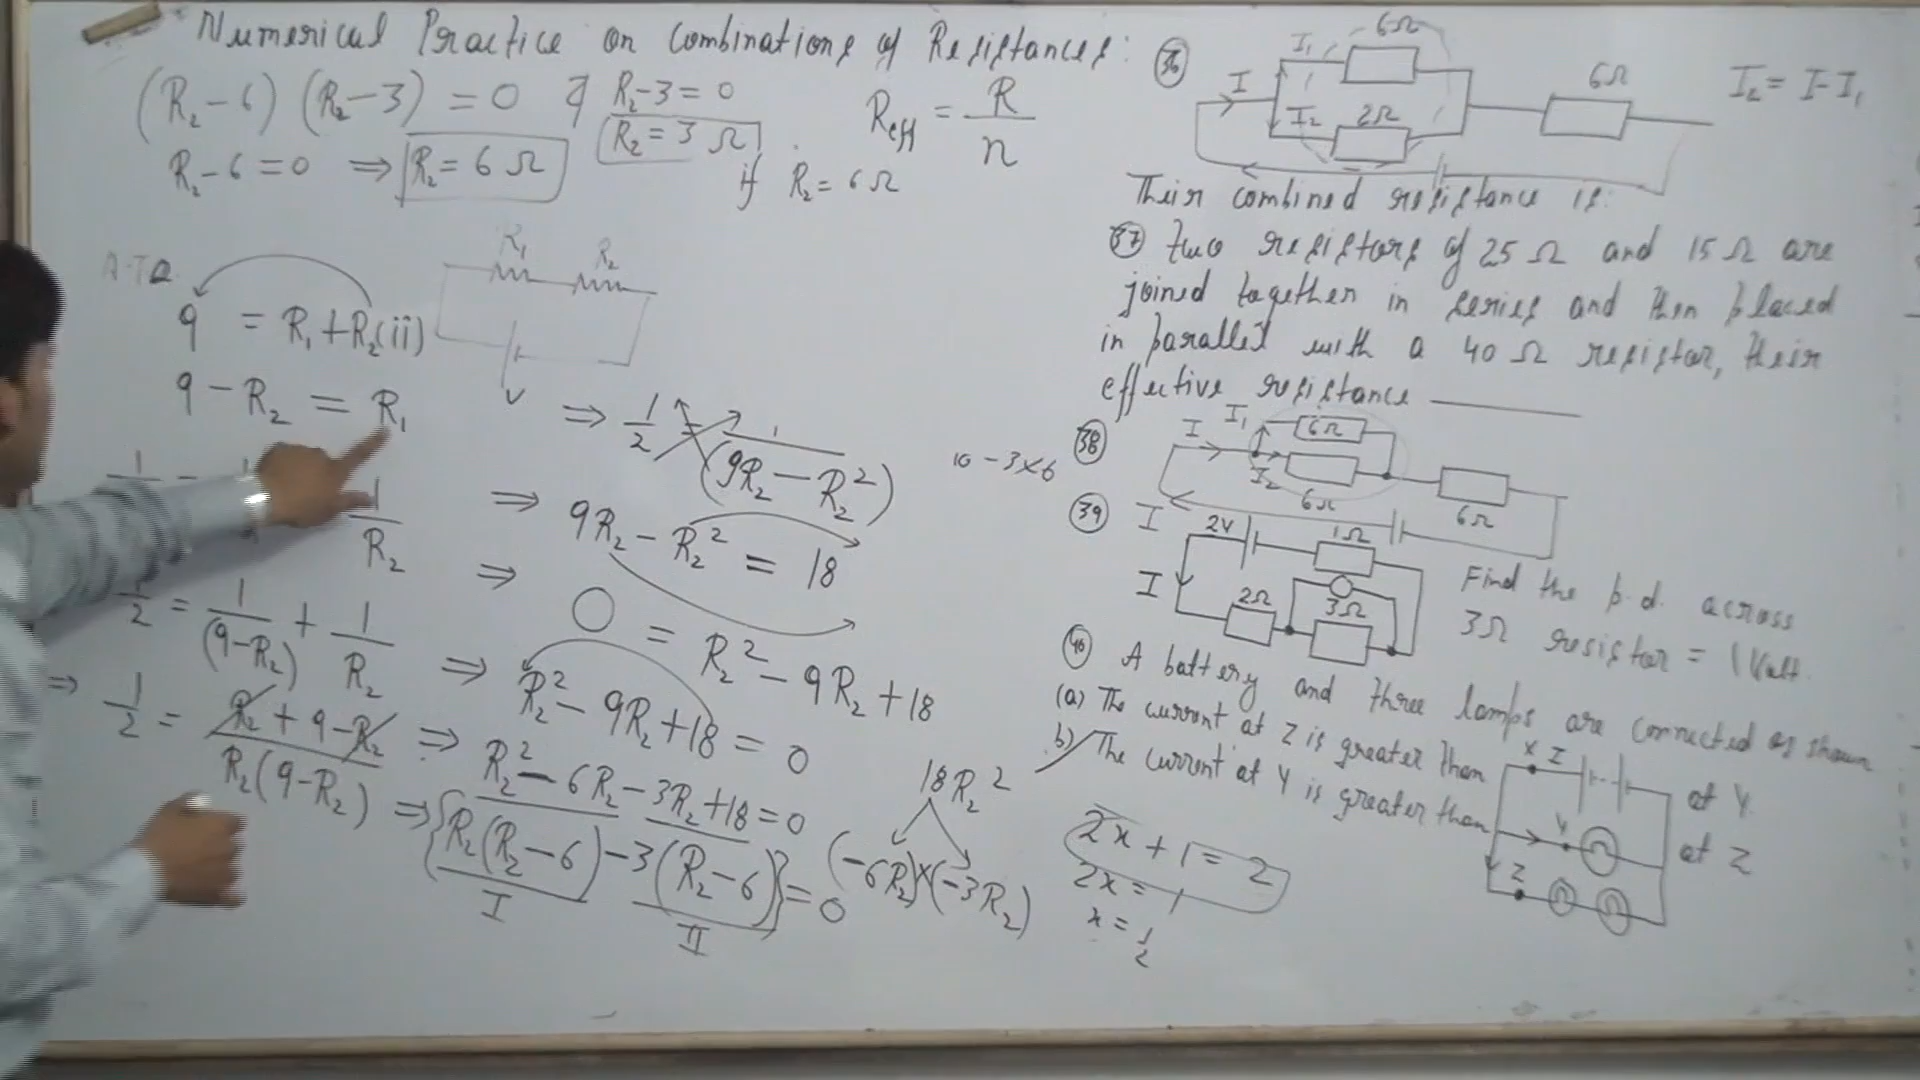 Numerical Practice on Combinations of Resistances:
(R₂-6) (R₂-3) = 0
R₂-3 = 0
R₂ = 3 Ω
R₂-6 = 0 ⇒ R₂ = 6 Ω
if R₂ = 6Ω
Reff = R/n
A.T.Q.
R₁ R₂
V
9 = R₁+R₂ (ii)
9 - R₂ = R₁
1/R₂
1/2 = 1/(9-R₂) + 1/R₂
⇒ 1/2 = R₂ + 9-R₂ / R₂(9-R₂)
⇒ 1/2 = 1/(9R₂ - R₂²)
⇒ 9R₂ - R₂² = 18
⇒ 0 = R₂² - 9R₂ + 18
⇒ R₂² - 9R₂ + 18 = 0
⇒ R₂² - 6R₂ - 3R₂ + 18 = 0
⇒ {R₂(R₂-6) - 3(R₂-6)} = 0
I II
18R₂²
(-6R₂)×(-3R₂)
10 - 3×6
2x + 1 = 2
2x = 1
x = 1/2
(36) I I₁ 6Ω I₂ 2Ω 6Ω
I₂ = I-I₁
Their combined resistance is:
(37) Two resistors of 25 Ω and 15 Ω are
joined together in series and then placed
in parallel with a 40 Ω resistor, their
effective resistance
(38) I I₁ 6Ω I₂ 6Ω 6Ω
(39) I 2V 1Ω
I 2Ω 3Ω
Find the p.d. across
3Ω resistor = 1 Volt.
(40) A battery and three lamps are connected as shown
(a) The current at Z is greater than at Y.
b) The current at Y is greater than at Z
X I
Y
Z